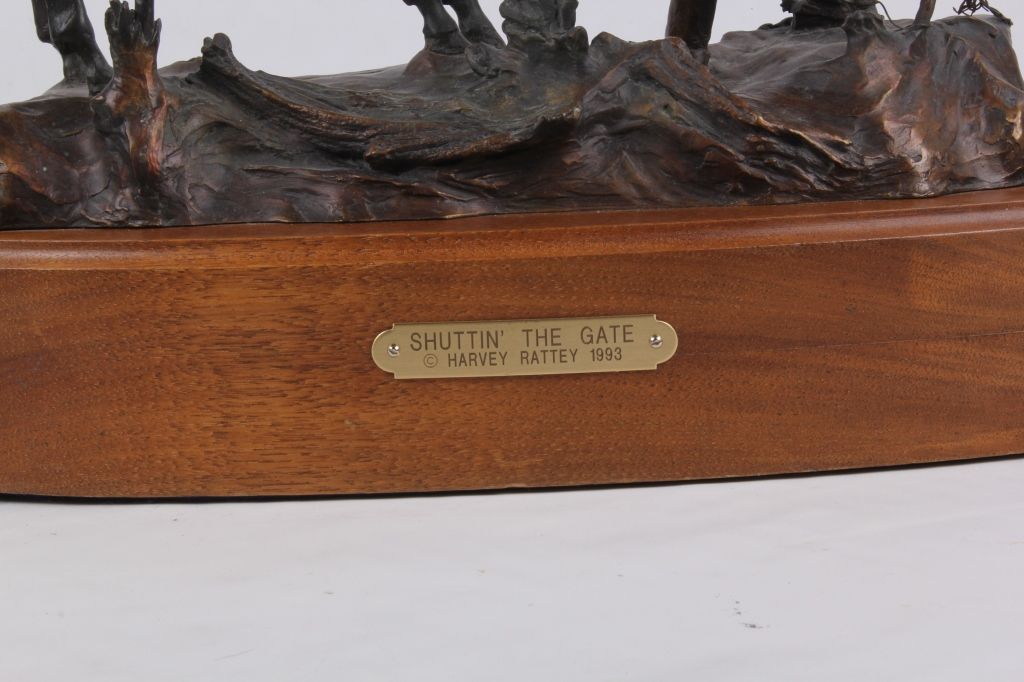 SHUTTIN' THE GATE
© HARVEY RATTEY 1993